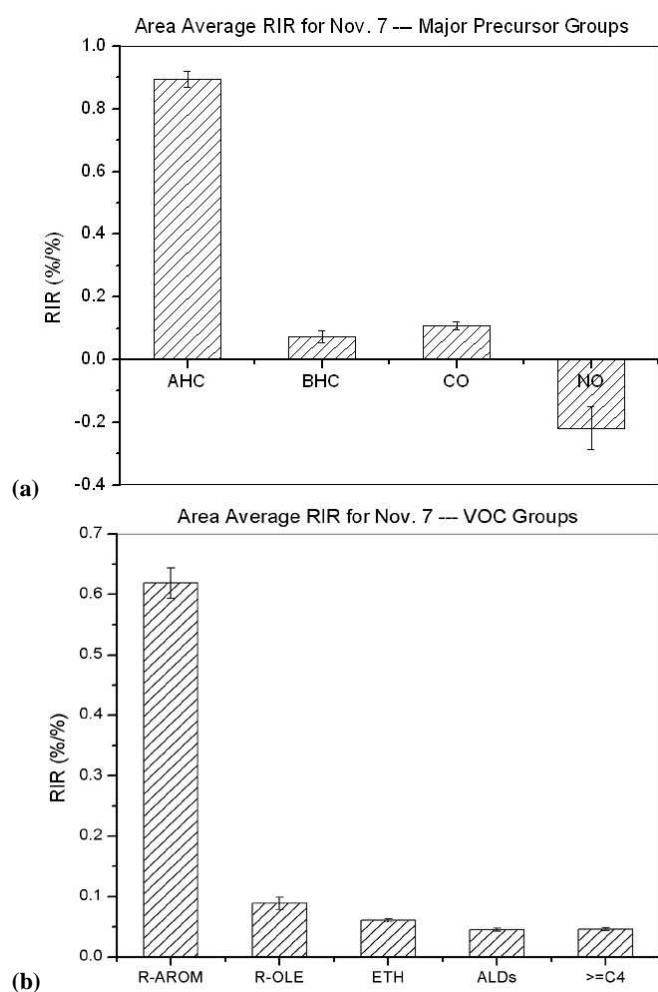 Area Average RIR for Nov. 7 --- Major Precursor Groups
1.0
0.8
0.6
0.4
0.2
0.0
-0.2
-0.4
RIR (%/%)
AHC BHC CO NO
(a)
Area Average RIR for Nov. 7 --- VOC Groups
0.7
0.6
0.5
0.4
0.3
0.2
0.1
0.0
RIR (%/%)
R-AROM R-OLE ETH ALDs >=C4
(b)